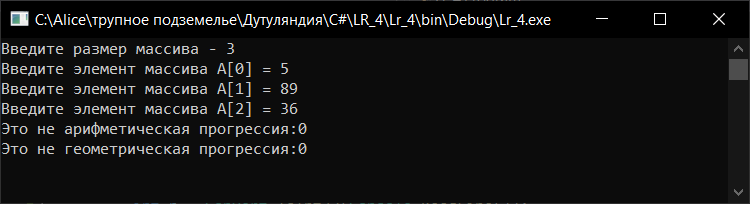 C:\Alice\трупное подземелье\Дутуляндия\C#\LR_4\Lr_4\bin\Debug\Lr_4.exe
Введите размер массива - 3
Введите элемент массива A[0] = 5
Введите элемент массива A[1] = 89
Введите элемент массива A[2] = 36
Это не арифметическая прогрессия:0
Это не геометрическая прогрессия:0